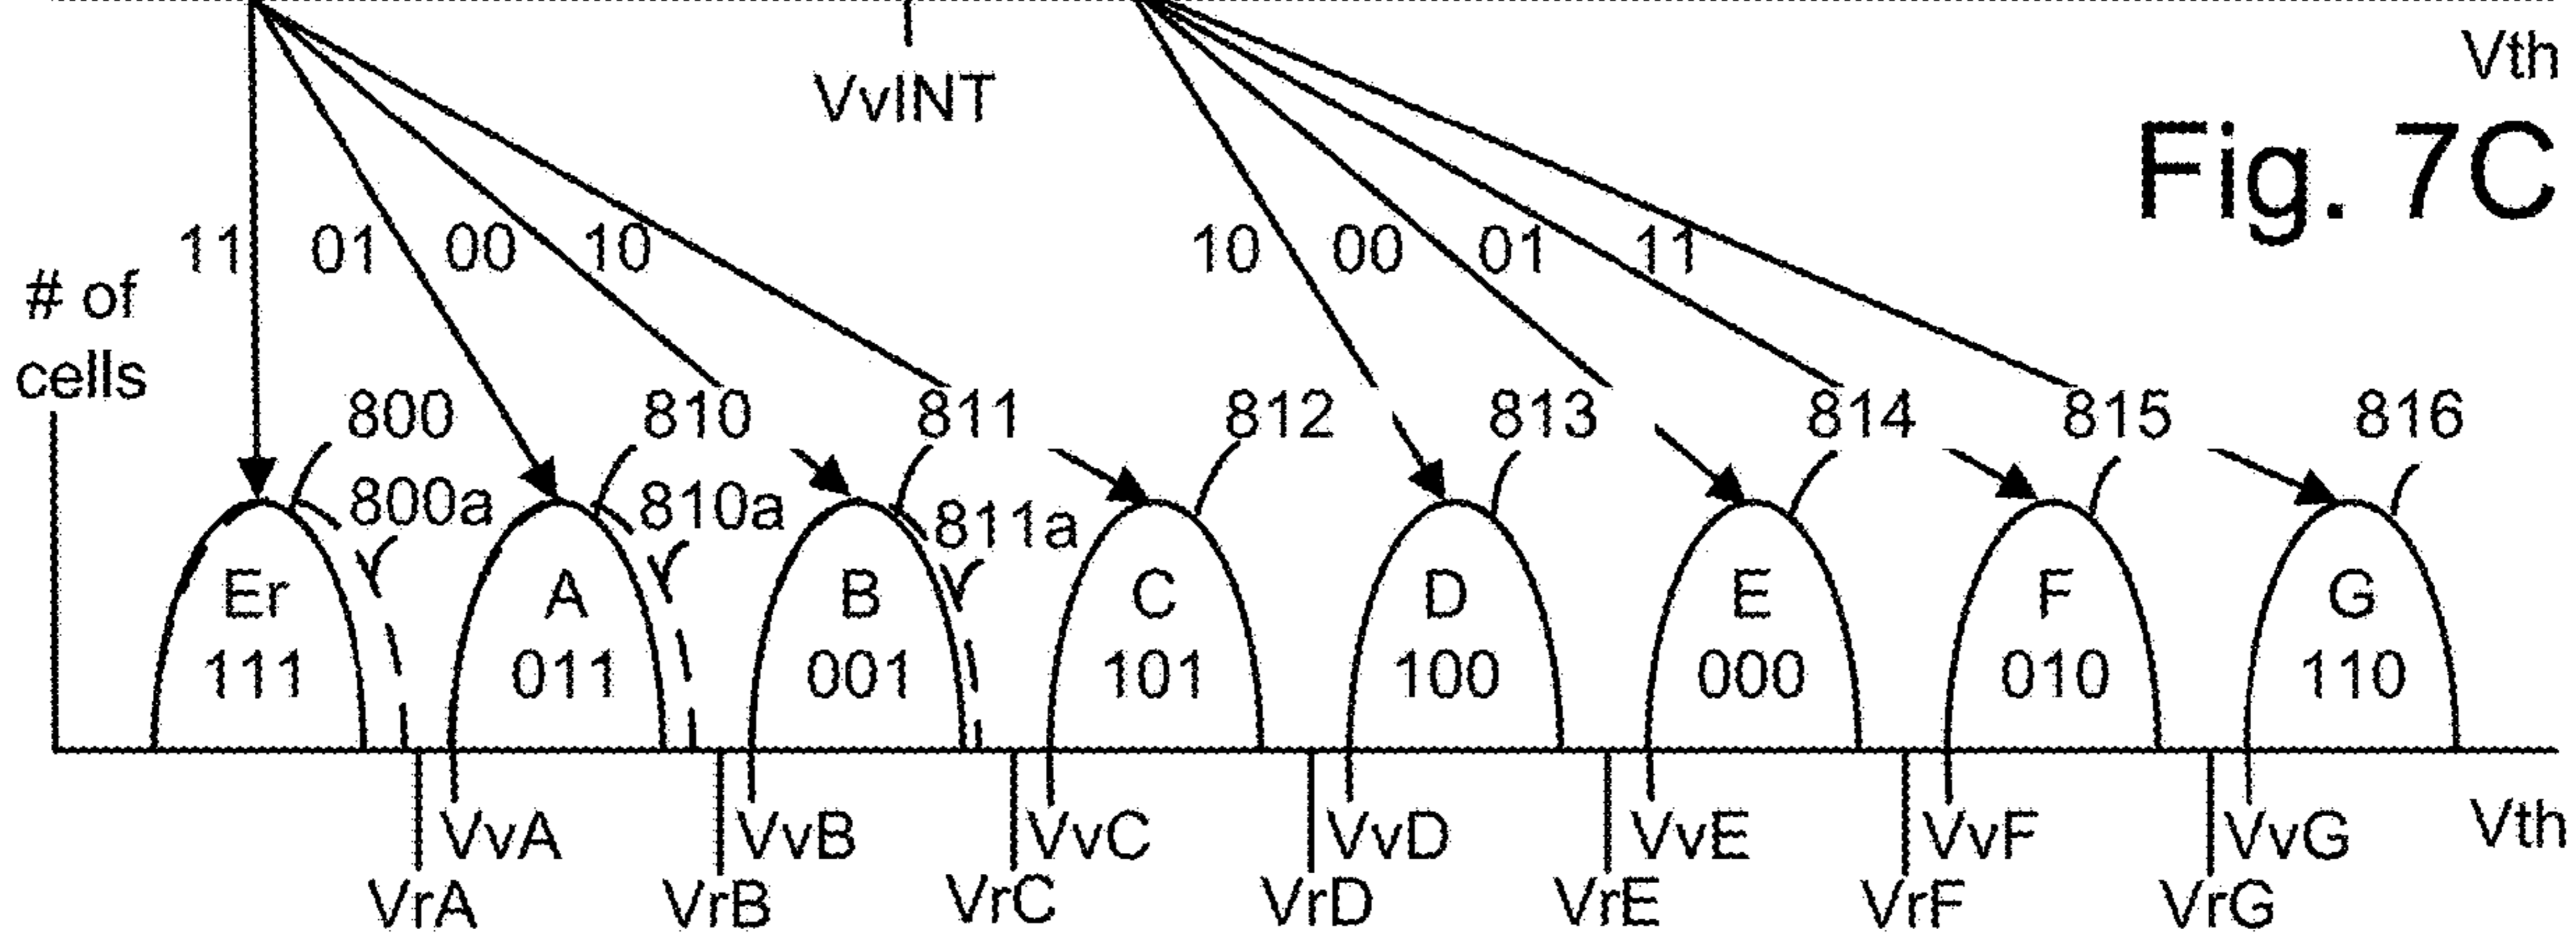 Vth
VvINT
Fig. 7C
11 01 00 10 10 00 01 11
# of
cells
800 810 811 812 813 814 815 816
800a 810a 811a
Er A B C D E F G
111 011 001 101 100 000 010 110
VvA VvB VvC VvD VvE VvF VvG Vth
VrA VrB VrC VrD VrE VrF VrG